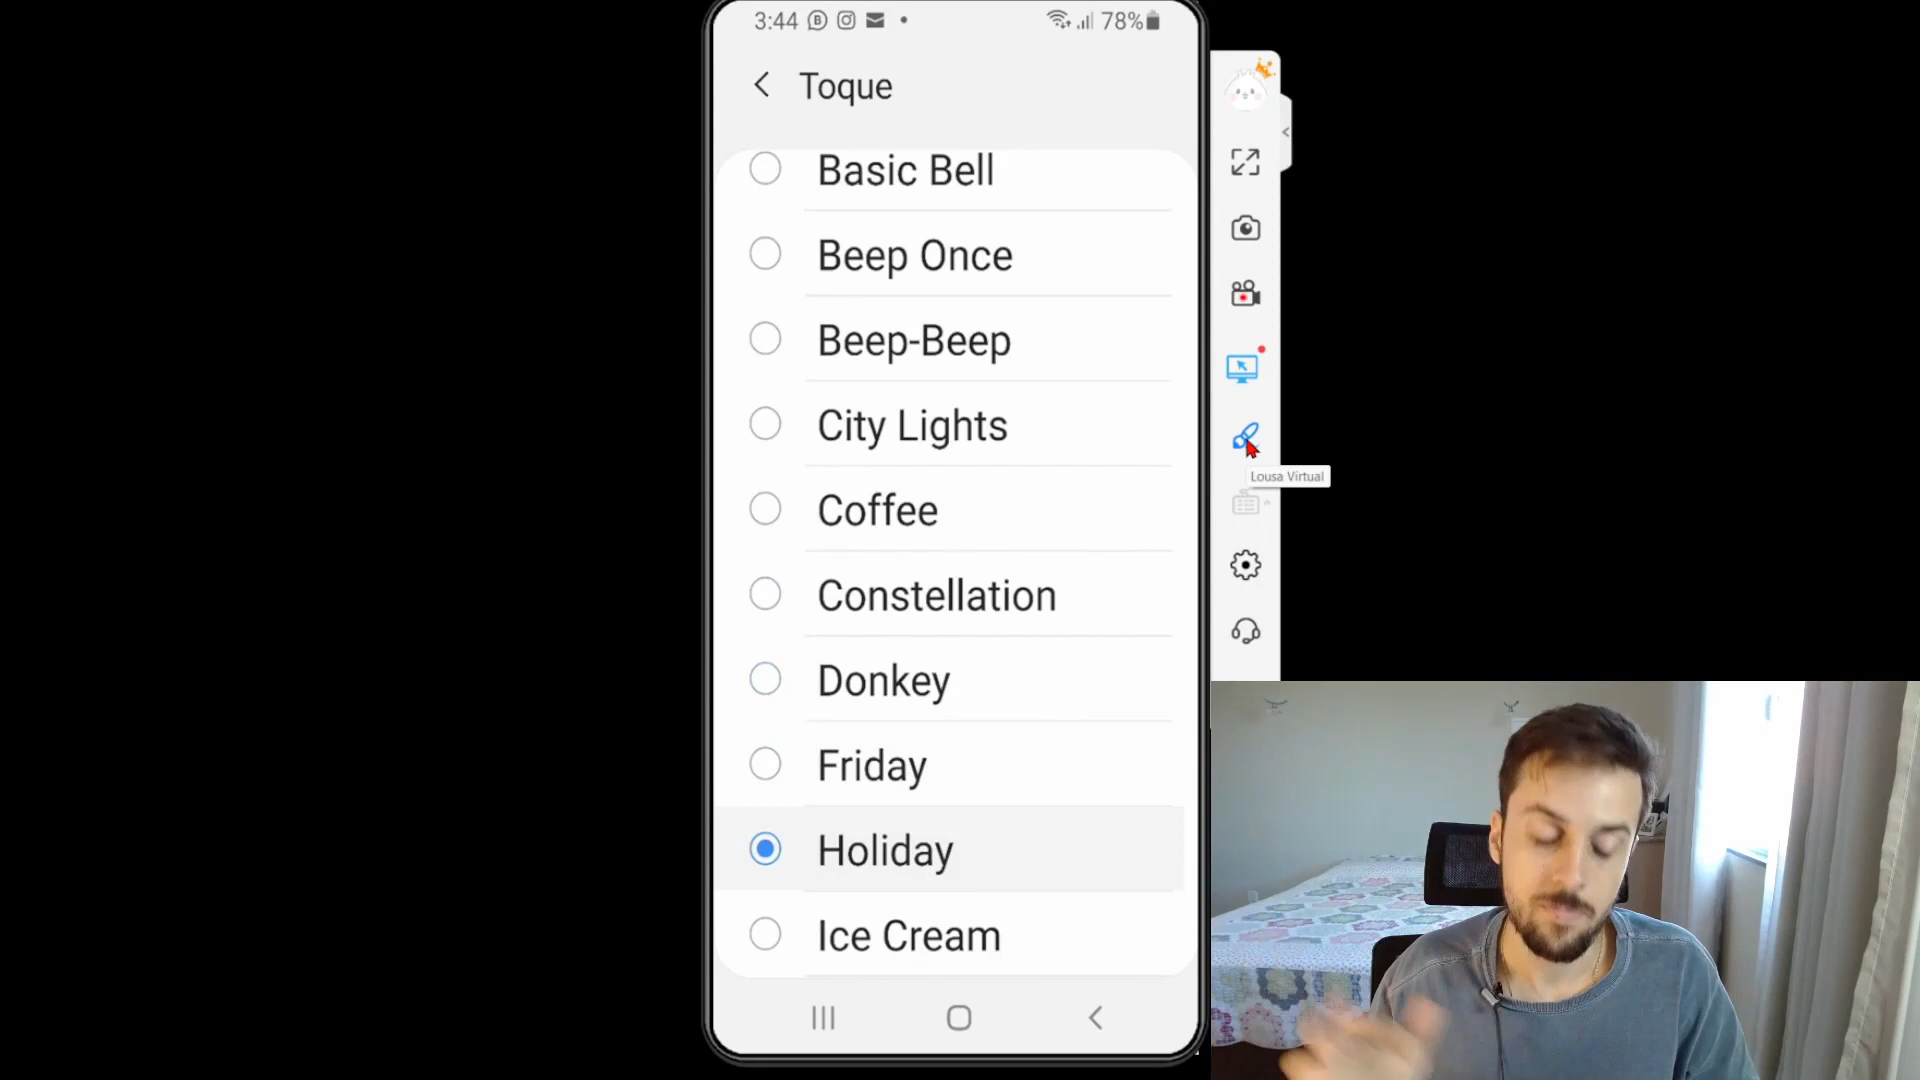 3:44
78%
Toque
Basic Bell
Beep Once
Beep-Beep
City Lights
Coffee
Constellation
Donkey
Friday
Holiday
Ice Cream
Lousa Virtual